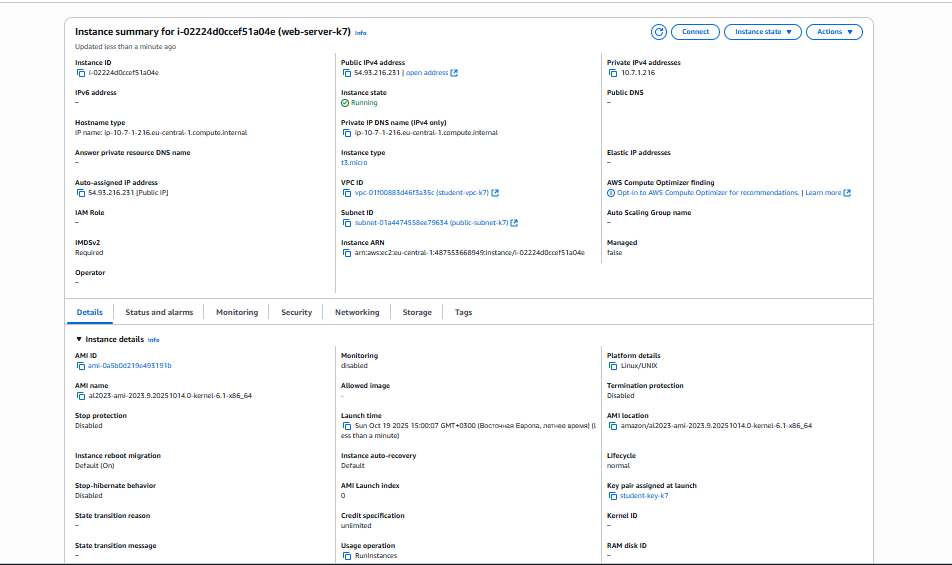 Instance summary for i-02224d0ccef51a04e (web-server-k7) Info
Connect
Instance state
Actions
Updated less than a minute ago
Instance ID
i-02224d0ccef51a04e
Public IPv4 address
54.93.216.231 | open address
Private IPv4 addresses
10.7.1.216
IPv6 address
–
Instance state
Running
Public DNS
–
Hostname type
IP name: ip-10-7-1-216.eu-central-1.compute.internal
Private IP DNS name (IPv4 only)
ip-10-7-1-216.eu-central-1.compute.internal
Answer private resource DNS name
–
Instance type
t3.micro
Elastic IP addresses
–
Auto-assigned IP address
54.93.216.231 [Public IP]
VPC ID
vpc-01f00883d46f3a35c (student-vpc-k7)
AWS Compute Optimizer finding
Opt-in to AWS Compute Optimizer for recommendations. | Learn more
IAM Role
–
Subnet ID
subnet-01a4474558ee79634 (public-subnet-k7)
Auto Scaling Group name
–
IMDSv2
Required
Instance ARN
arn:aws:ec2:eu-central-1:487553668949:instance/i-02224d0ccef51a04e
Managed
false
Operator
–
Details
Status and alarms
Monitoring
Security
Networking
Storage
Tags
Instance details Info
AMI ID
ami-0a5b0d219e493191b
Monitoring
disabled
Platform details
Linux/UNIX
AMI name
al2023-ami-2023.9.20251014.0-kernel-6.1-x86_64
Allowed image
-
Termination protection
Disabled
Stop protection
Disabled
Launch time
Sun Oct 19 2025 15:00:07 GMT+0300 (Восточная Европа, летнее время) (l
ess than a minute)
AMI location
amazon/al2023-ami-2023.9.20251014.0-kernel-6.1-x86_64
Instance reboot migration
Default (On)
Instance auto-recovery
Default
Lifecycle
normal
Stop-hibernate behavior
Disabled
AMI Launch index
0
Key pair assigned at launch
student-key-k7
State transition reason
–
Credit specification
unlimited
Kernel ID
–
State transition message
–
Usage operation
RunInstances
RAM disk ID
–